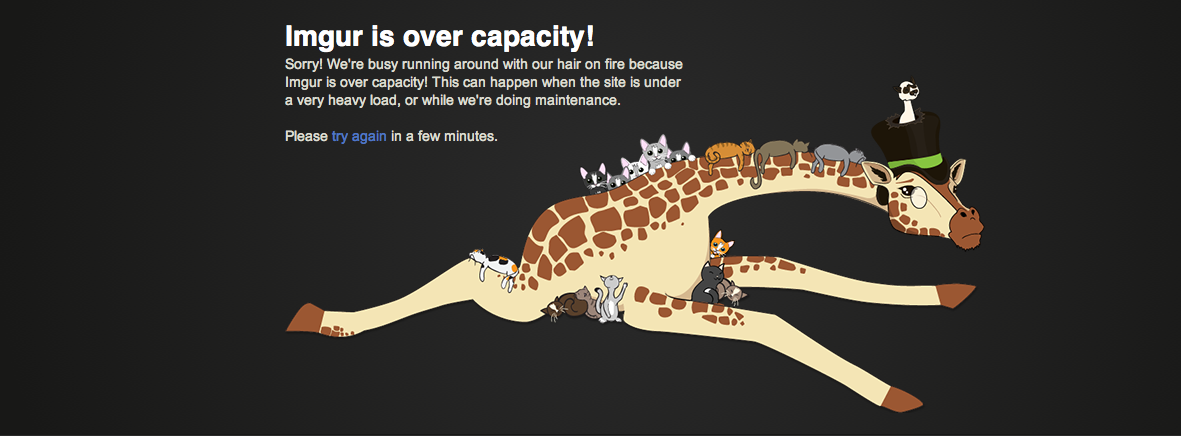 Imgur is over capacity!
Sorry! We're busy running around with our hair on fire because
Imgur is over capacity! This can happen when the site is under
a very heavy load, or while we're doing maintenance.
Please try again in a few minutes.